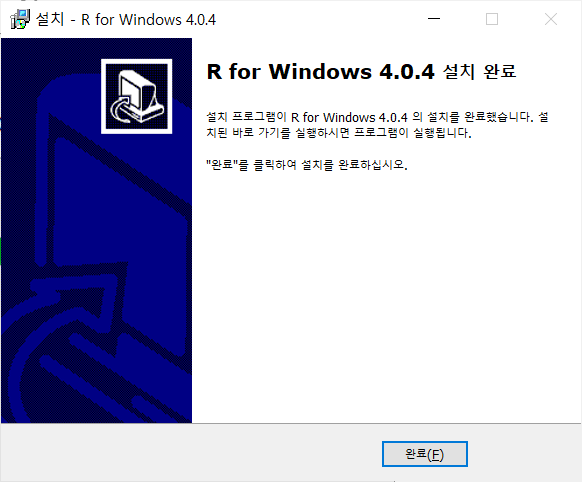 설치 - R for Windows 4.0.4
R for Windows 4.0.4 설치 완료
설치 프로그램이 R for Windows 4.0.4 의 설치를 완료했습니다. 설
치된 바로 가기를 실행하시면 프로그램이 실행됩니다.
"완료"를 클릭하여 설치를 완료하십시오.
완료(F)